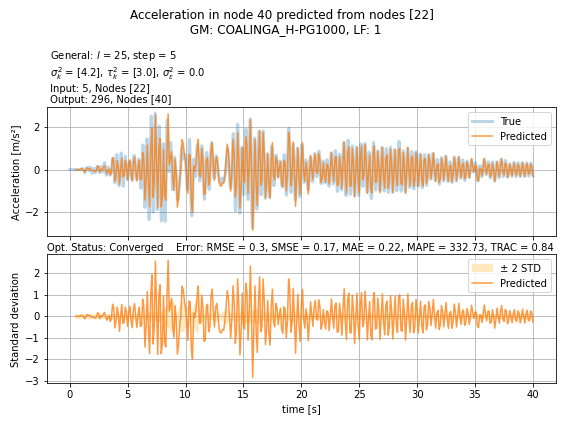 Acceleration in node 40 predicted from nodes [22]
GM: COALINGA_H-PG1000, LF: 1
General: l = 25, step = 5
σ²ₖ = [4.2], τ²ₖ = [3.0], σ²ε = 0.0
Input: 5, Nodes [22]
Output: 296, Nodes [40]
Acceleration [m/s²]
2
0
−2
True
Predicted
Opt. Status: Converged Error: RMSE = 0.3, SMSE = 0.17, MAE = 0.22, MAPE = 332.73, TRAC = 0.84
Standard deviation
2
1
0
−1
−2
−3
± 2 STD
Predicted
0 5 10 15 20 25 30 35 40
time [s]